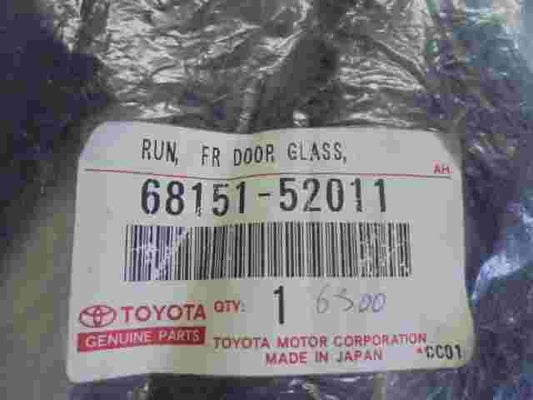 RUN, FR DOOR GLASS,
AH
68151-52011
TOYOTA
QTY: 1 6300
GENUINE PARTS
TOYOTA MOTOR CORPORATION
MADE IN JAPAN *CC01